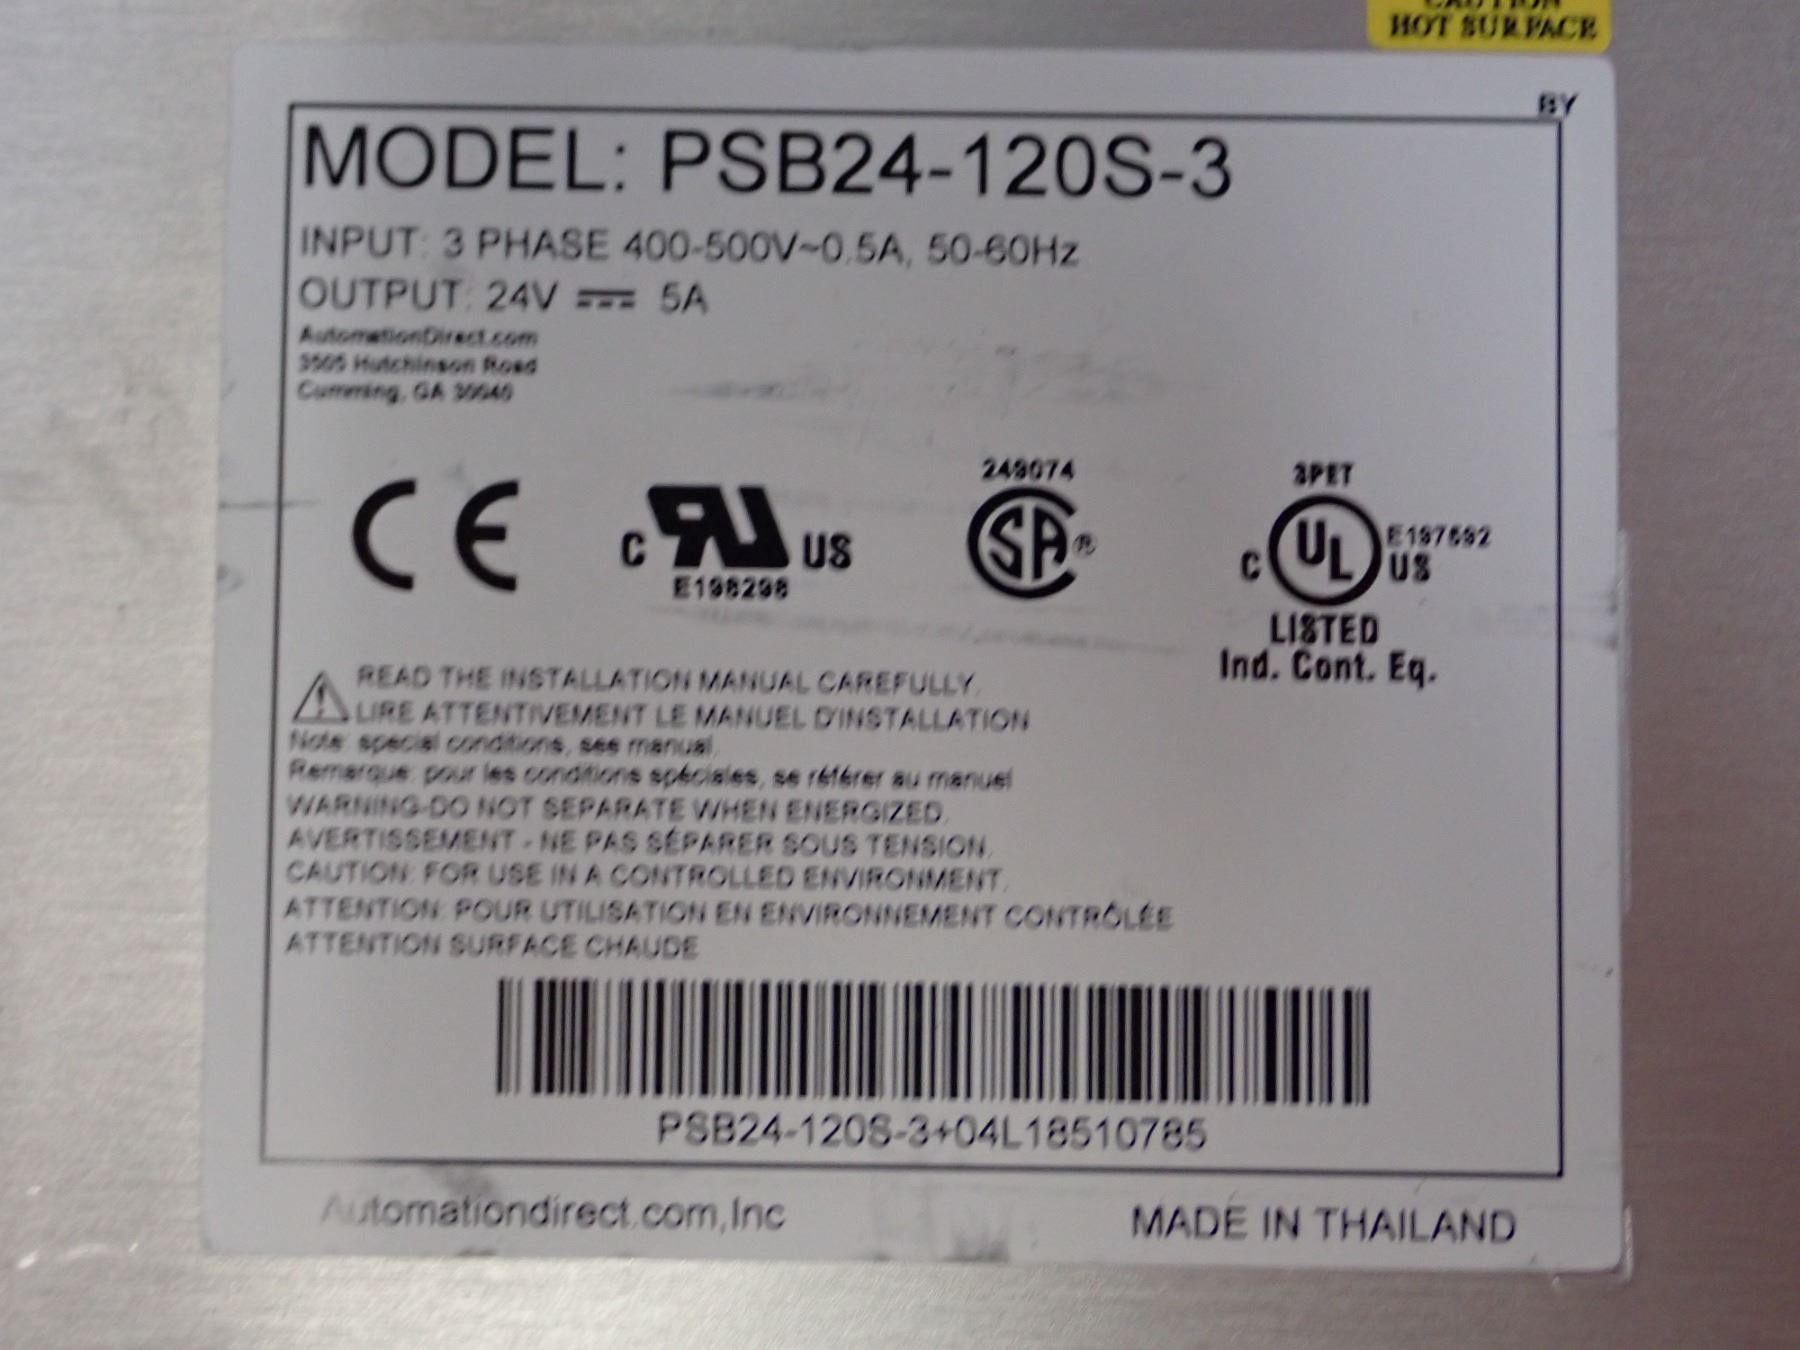 CAUTION
HOT SURFACE
BY
MODEL: PSB24-120S-3
INPUT: 3 PHASE 400-500V~0.5A, 50-60Hz
OUTPUT: 24V 5A
AutomationDirect.com
3505 Hutchinson Road
Cumming, GA 30040
CE
C RU US
E198298
249074
SA®
3PET
C UL US
E197592
LISTED
Ind. Cont. Eq.
READ THE INSTALLATION MANUAL CAREFULLY.
LIRE ATTENTIVEMENT LE MANUEL D'INSTALLATION
Note: special conditions, see manual.
Remarque: pour les conditions spéciales, se référer au manuel
WARNING-DO NOT SEPARATE WHEN ENERGIZED.
AVERTISSEMENT - NE PAS SÉPARER SOUS TENSION.
CAUTION: FOR USE IN A CONTROLLED ENVIRONMENT.
ATTENTION: POUR UTILISATION EN ENVIRONNEMENT CONTRÔLÉE
ATTENTION SURFACE CHAUDE
PSB24-120S-3+04L18510785
Automationdirect.com,Inc
MADE IN THAILAND